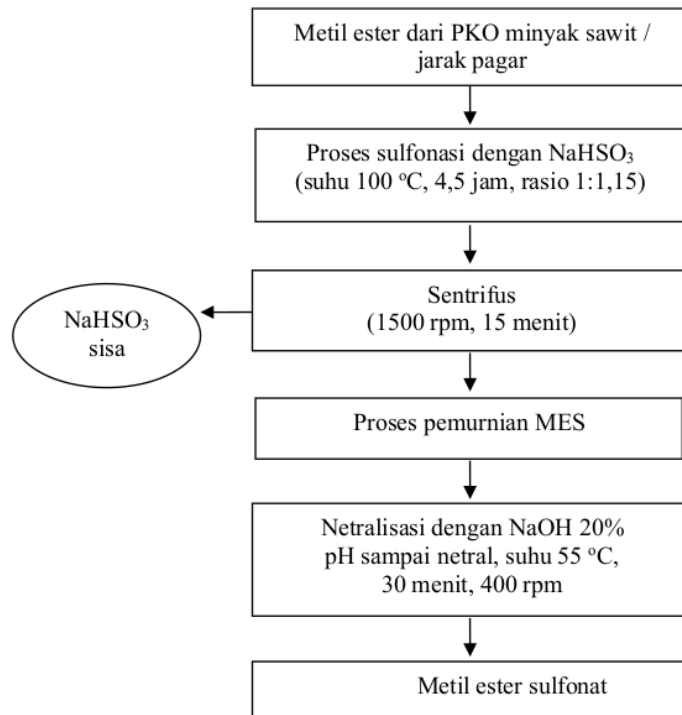 Metil ester dari PKO minyak sawit /
jarak pagar
Proses sulfonasi dengan NaHSO₃
(suhu 100 °C, 4,5 jam, rasio 1:1,15)
Sentrifus
(1500 rpm, 15 menit)
NaHSO₃
sisa
Proses pemurnian MES
Netralisasi dengan NaOH 20%
pH sampai netral, suhu 55 °C,
30 menit, 400 rpm
Metil ester sulfonat